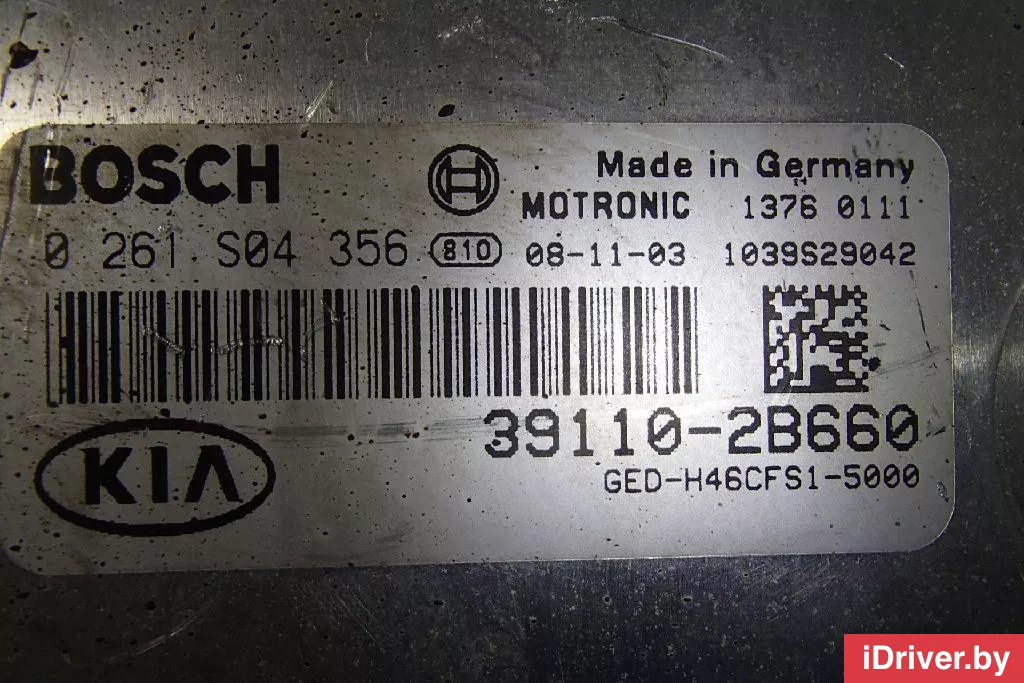 BOSCH
Made in Germany
MOTRONIC 1376 0111
0 261 S04 356 810 08-11-03 1039S29042
39110-2B660
KIA
GED-H46CFS1-5000
iDriver.by